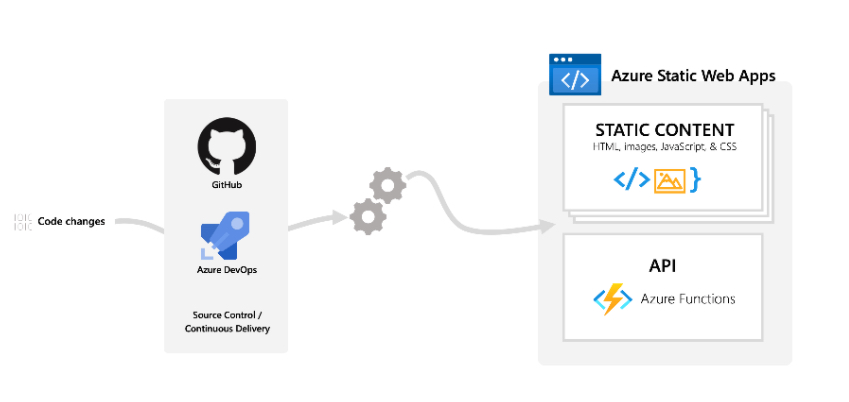 Azure Static Web Apps
STATIC CONTENT
HTML, images, JavaScript, & CSS
GitHub
1010
1010
Code changes
Azure DevOps
API
Azure Functions
Source Control /
Continuous Delivery